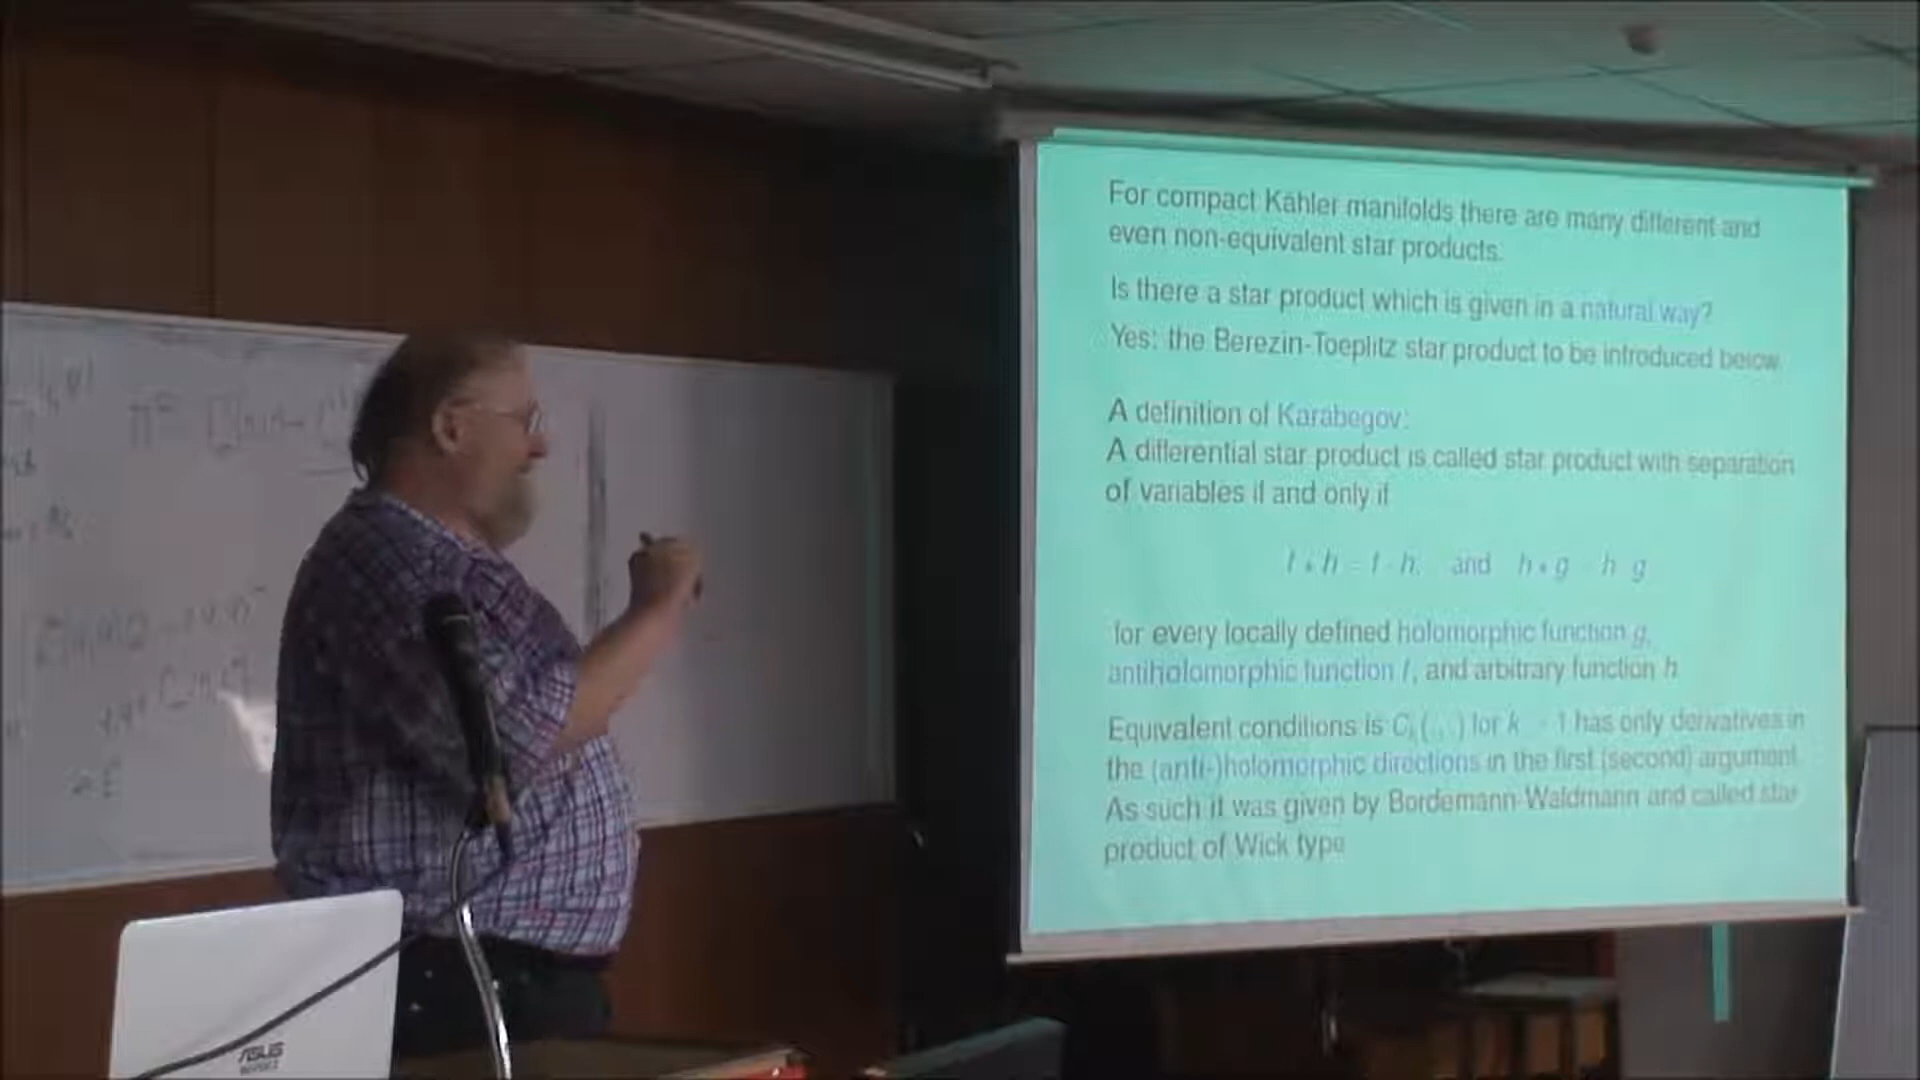 For compact Kähler manifolds there are many different and
even non-equivalent star products.
Is there a star product which is given in a natural way?
Yes: the Berezin-Toeplitz star product to be introduced below.
A definition of Karabegov:
A differential star product is called star product with separation
of variables if and only if
f ⋆ h = f · h, and h ⋆ g = h · g
for every locally defined holomorphic function g,
antiholomorphic function f, and arbitrary function h
Equivalent conditions is Cₖ(., .) for k ≥ 1 has only derivatives in
the (anti-)holomorphic directions in the first (second) argument
As such it was given by Bordemann-Waldmann and called star
product of Wick type
ASUS